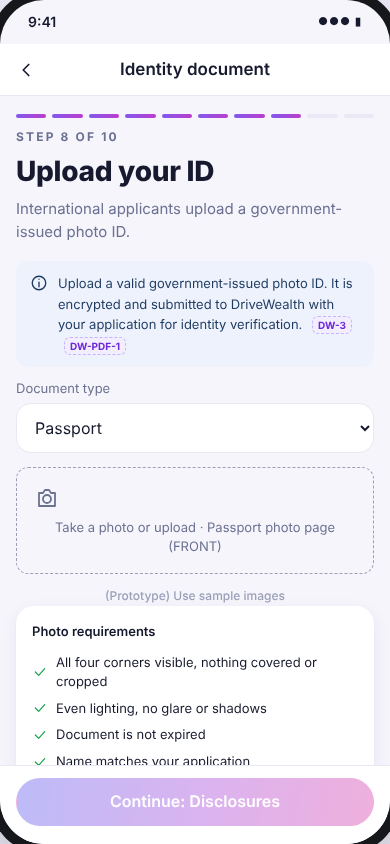 9:41
Identity document
STEP 8 OF 10
Upload your ID
International applicants upload a government-
issued photo ID.
Upload a valid government-issued photo ID. It is
encrypted and submitted to DriveWealth with
your application for identity verification. DW-3
DW-PDF-1
Document type
Passport
Take a photo or upload · Passport photo page
(FRONT)
(Prototype) Use sample images
Photo requirements
All four corners visible, nothing covered or
cropped
Even lighting, no glare or shadows
Document is not expired
Name matches your application
Continue: Disclosures